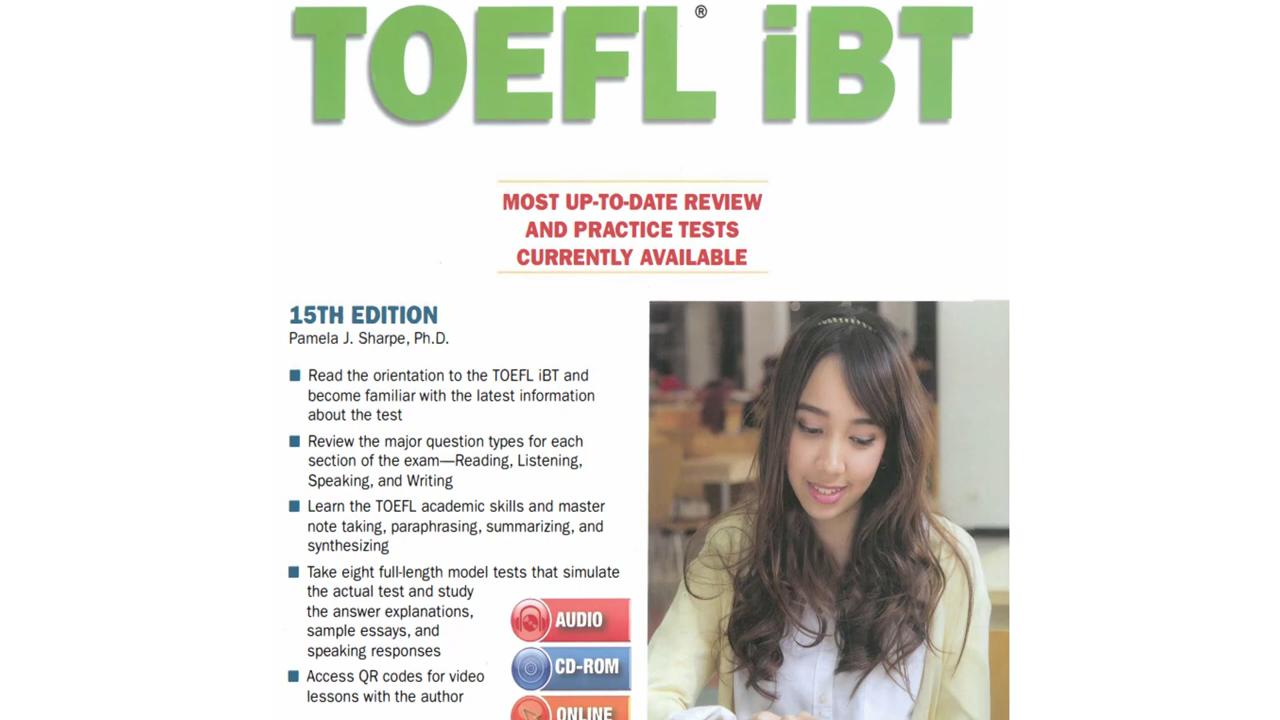 TOEFL® iBT
MOST UP-TO-DATE REVIEW
AND PRACTICE TESTS
CURRENTLY AVAILABLE
15TH EDITION
Pamela J. Sharpe, Ph.D.
Read the orientation to the TOEFL iBT and
become familiar with the latest information
about the test
Review the major question types for each
section of the exam—Reading, Listening,
Speaking, and Writing
Learn the TOEFL academic skills and master
note taking, paraphrasing, summarizing, and
synthesizing
Take eight full-length model tests that simulate
the actual test and study
the answer explanations,
sample essays, and
speaking responses
Access QR codes for video
lessons with the author
AUDIO
CD-ROM
ONLINE